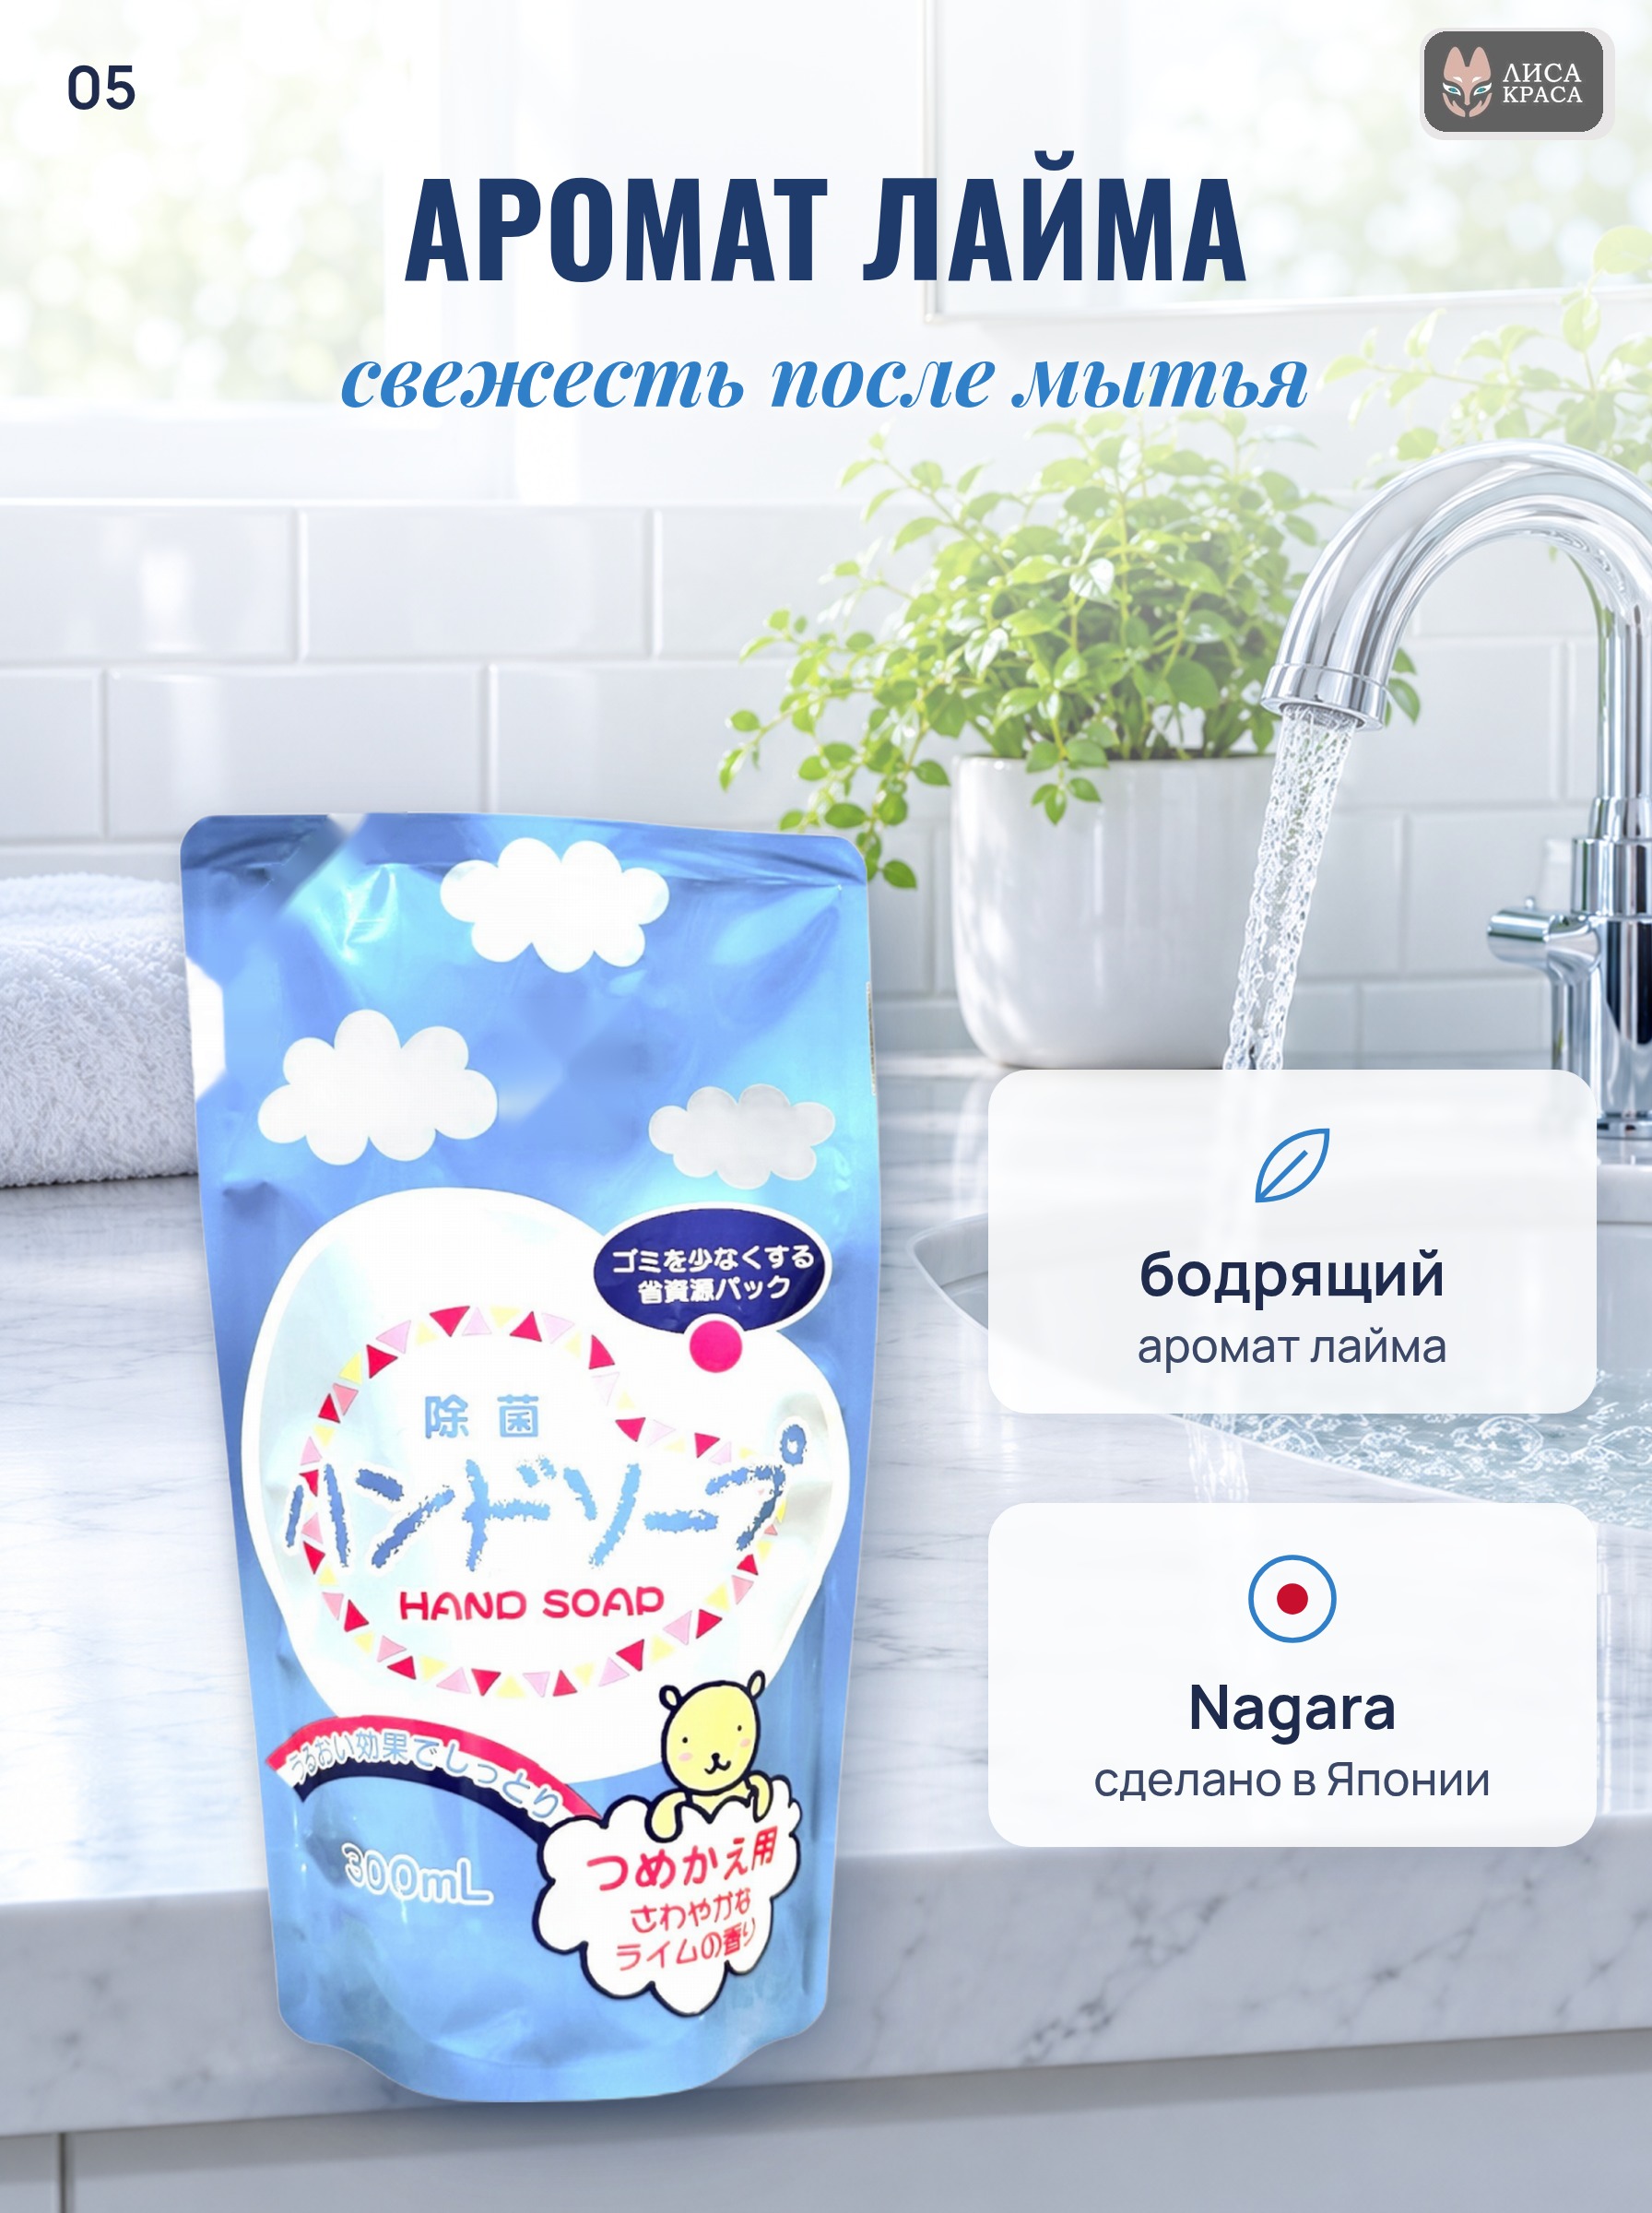 05
ЛИСА
КРАСА
АРОМАТ ЛАЙМА
свежесть после мытья
ゴミを少なくする
省資源パック
除菌
ハンドソープ
HAND SOAP
うるおい効果でしっとり
300mL
つめかえ用
さわやかな
ライムの香り
бодрящий
аромат лайма
Nagara
сделано в Японии